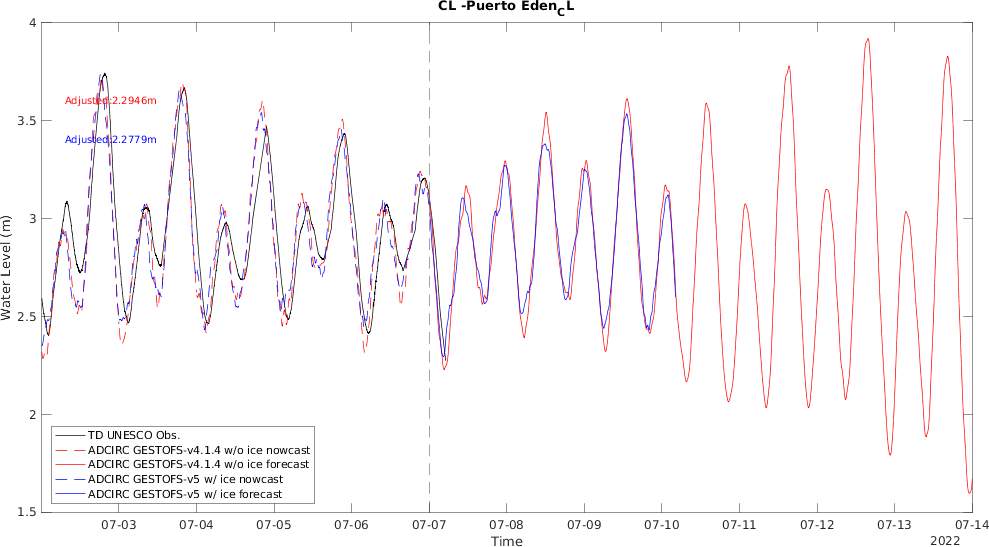 CL -Puerto Eden_CL
4
3.5
3
2.5
2
1.5
Water Level (m)
Adjusted:2.2946m
Adjusted:2.2779m
TD UNESCO Obs.
ADCIRC GESTOFS-v4.1.4 w/o ice nowcast
ADCIRC GESTOFS-v4.1.4 w/o ice forecast
ADCIRC GESTOFS-v5 w/ ice nowcast
ADCIRC GESTOFS-v5 w/ ice forecast
07-03 07-04 07-05 07-06 07-07 07-08 07-09 07-10 07-11 07-12 07-13 07-14
Time
2022